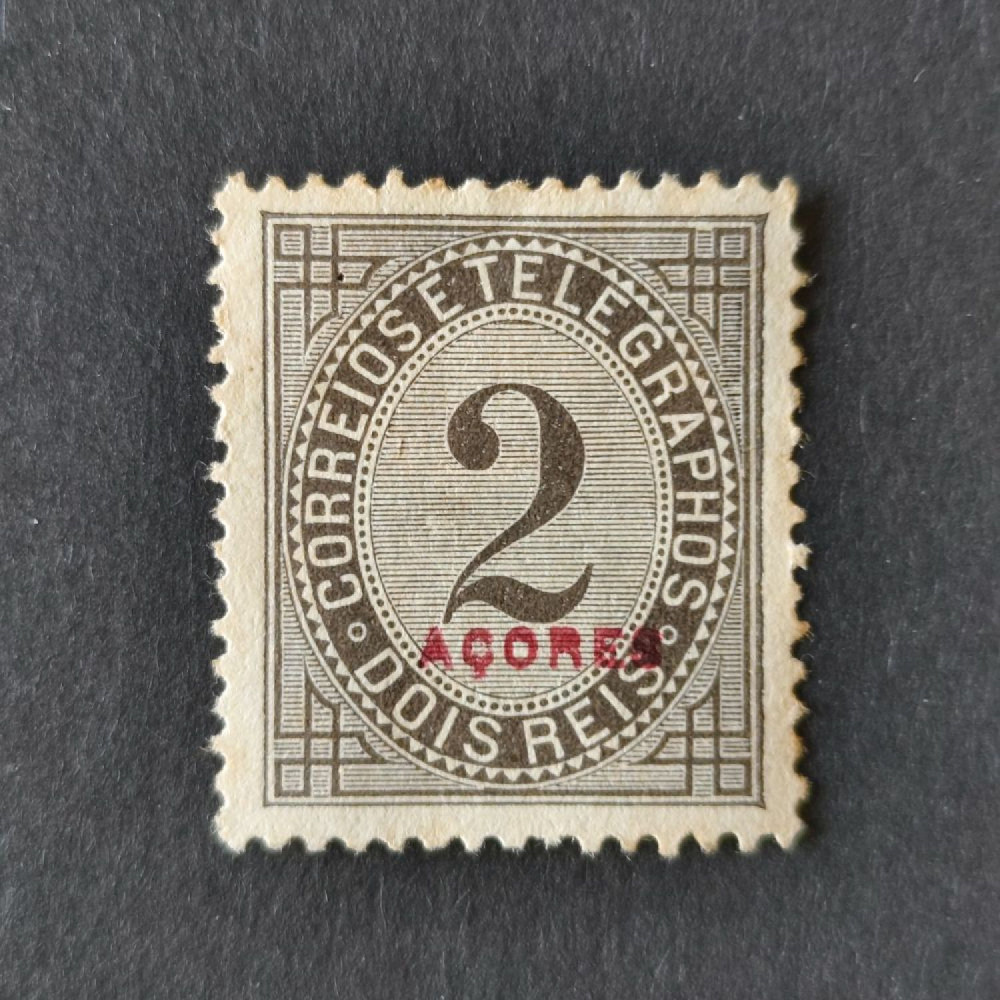 CORREIOS E TELEGRAPHOS
2
AÇORES
DOIS REIS